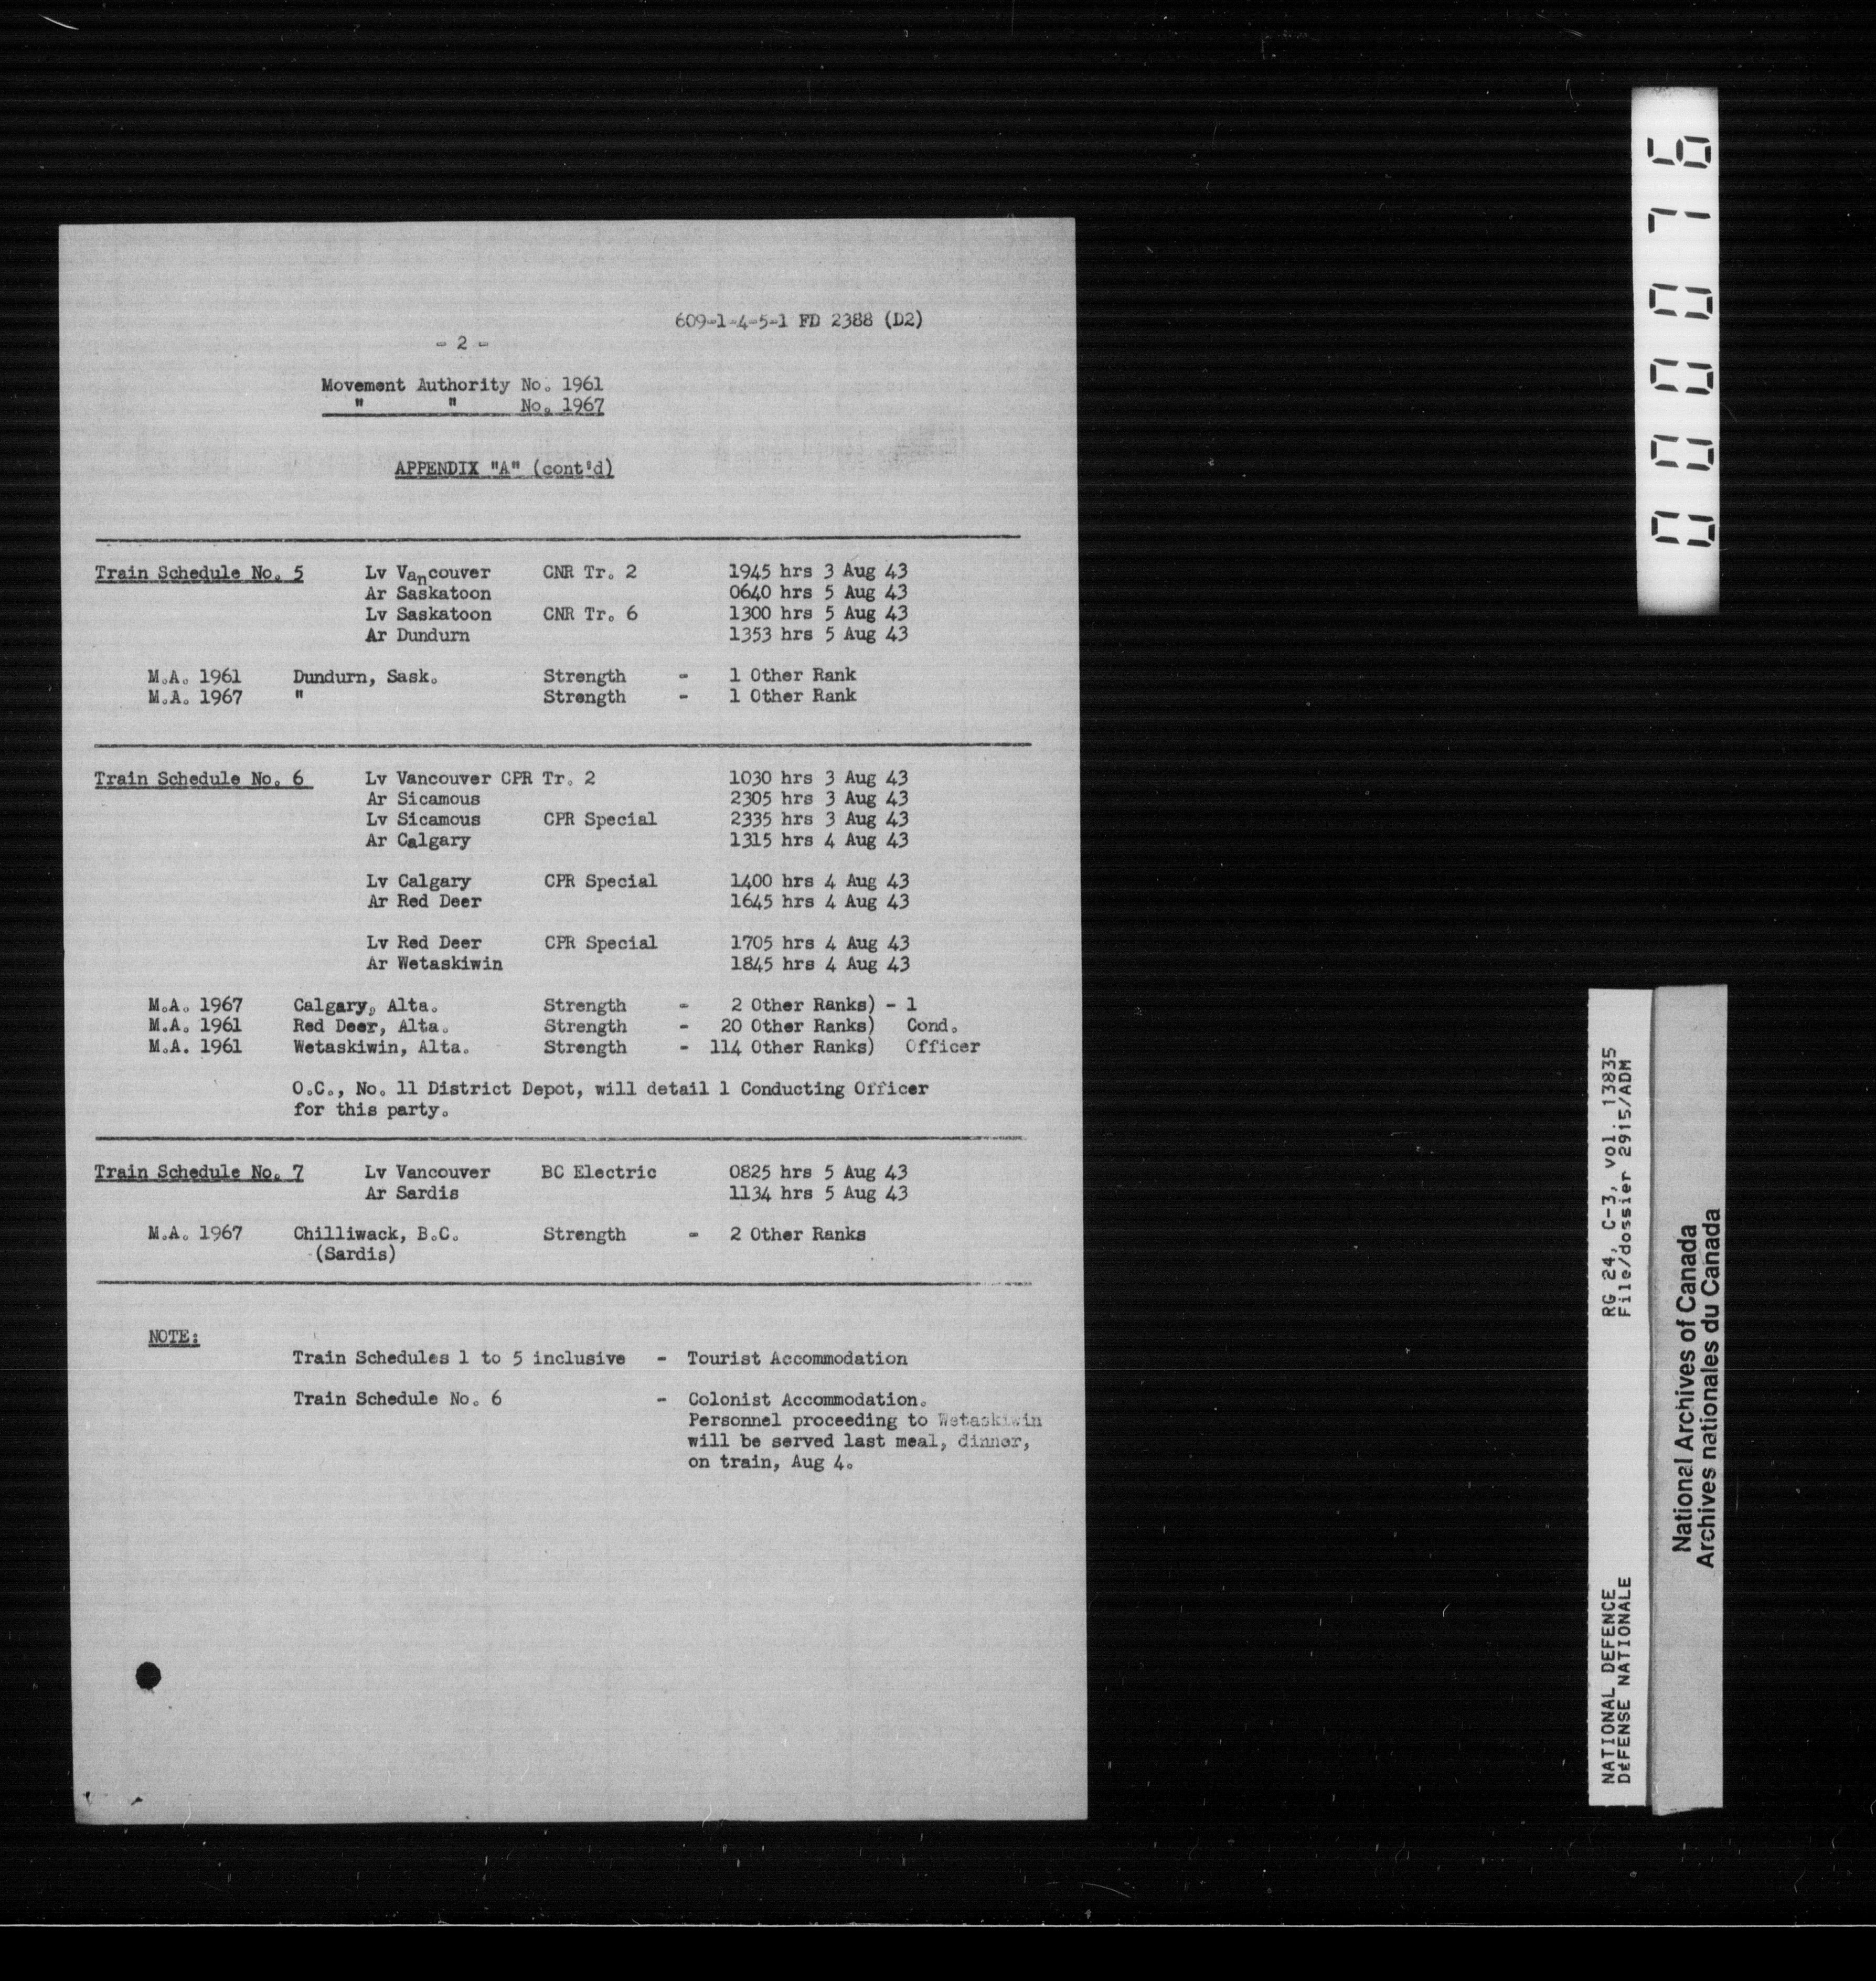 609-1-4-5-1 FD 2388 (D2)
- 2 -
Movement Authority No. 1961
" " No. 1967
APPENDIX "A" (cont'd)
Train Schedule No. 5 Lv Vancouver CNR Tr. 2 1945 hrs 3 Aug 43
Ar Saskatoon 0640 hrs 5 Aug 43
Lv Saskatoon CNR Tr. 6 1300 hrs 5 Aug 43
Ar Dundurn 1353 hrs 5 Aug 43
M.A. 1961 Dundurn, Sask. Strength - 1 Other Rank
M.A. 1967 " Strength - 1 Other Rank
Train Schedule No. 6 Lv Vancouver CPR Tr. 2 1030 hrs 3 Aug 43
Ar Sicamous 2305 hrs 3 Aug 43
Lv Sicamous CPR Special 2335 hrs 3 Aug 43
Ar Calgary 1315 hrs 4 Aug 43
Lv Calgary CPR Special 1400 hrs 4 Aug 43
Ar Red Deer 1645 hrs 4 Aug 43
Lv Red Deer CPR Special 1705 hrs 4 Aug 43
Ar Wetaskiwin 1845 hrs 4 Aug 43
M.A. 1967 Calgary, Alta. Strength - 2 Other Ranks) - 1
M.A. 1961 Red Deer, Alta. Strength - 20 Other Ranks) Cond.
M.A. 1961 Wetaskiwin, Alta. Strength - 114 Other Ranks) Officer
O.C., No. 11 District Depot, will detail 1 Conducting Officer
for this party.
Train Schedule No. 7 Lv Vancouver BC Electric 0825 hrs 5 Aug 43
Ar Sardis 1134 hrs 5 Aug 43
M.A. 1967 Chilliwack, B.C. Strength - 2 Other Ranks
(Sardis)
NOTE:
Train Schedules 1 to 5 inclusive - Tourist Accommodation
Train Schedule No. 6 - Colonist Accommodation.
Personnel proceeding to Wetaskiwin
will be served last meal, dinner,
on train, Aug 4.
000076
NATIONAL DEFENCE RG 24, C-3, vol. 13835
DéFENSE NATIONALE File/dossier 2915/ADM
National Archives of Canada
Archives nationales du Canada